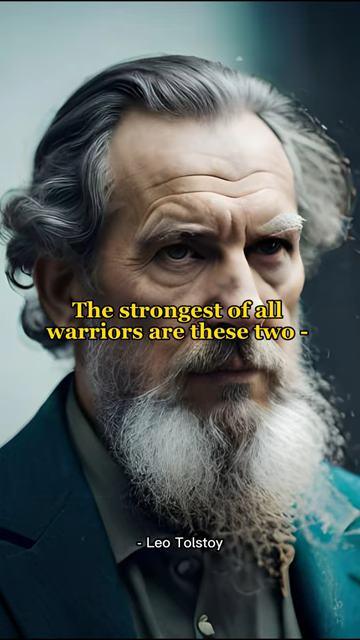 The strongest of all
warriors are these two -
- Leo Tolstoy